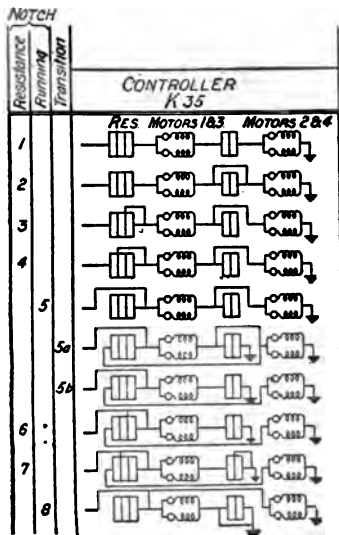 NOTCH
Resistance
Running
Transition
CONTROLLER
K 35
RES. MOTORS 1&3. MOTORS 2&4
1
2
3
4
5
5a
5b
6
7
8